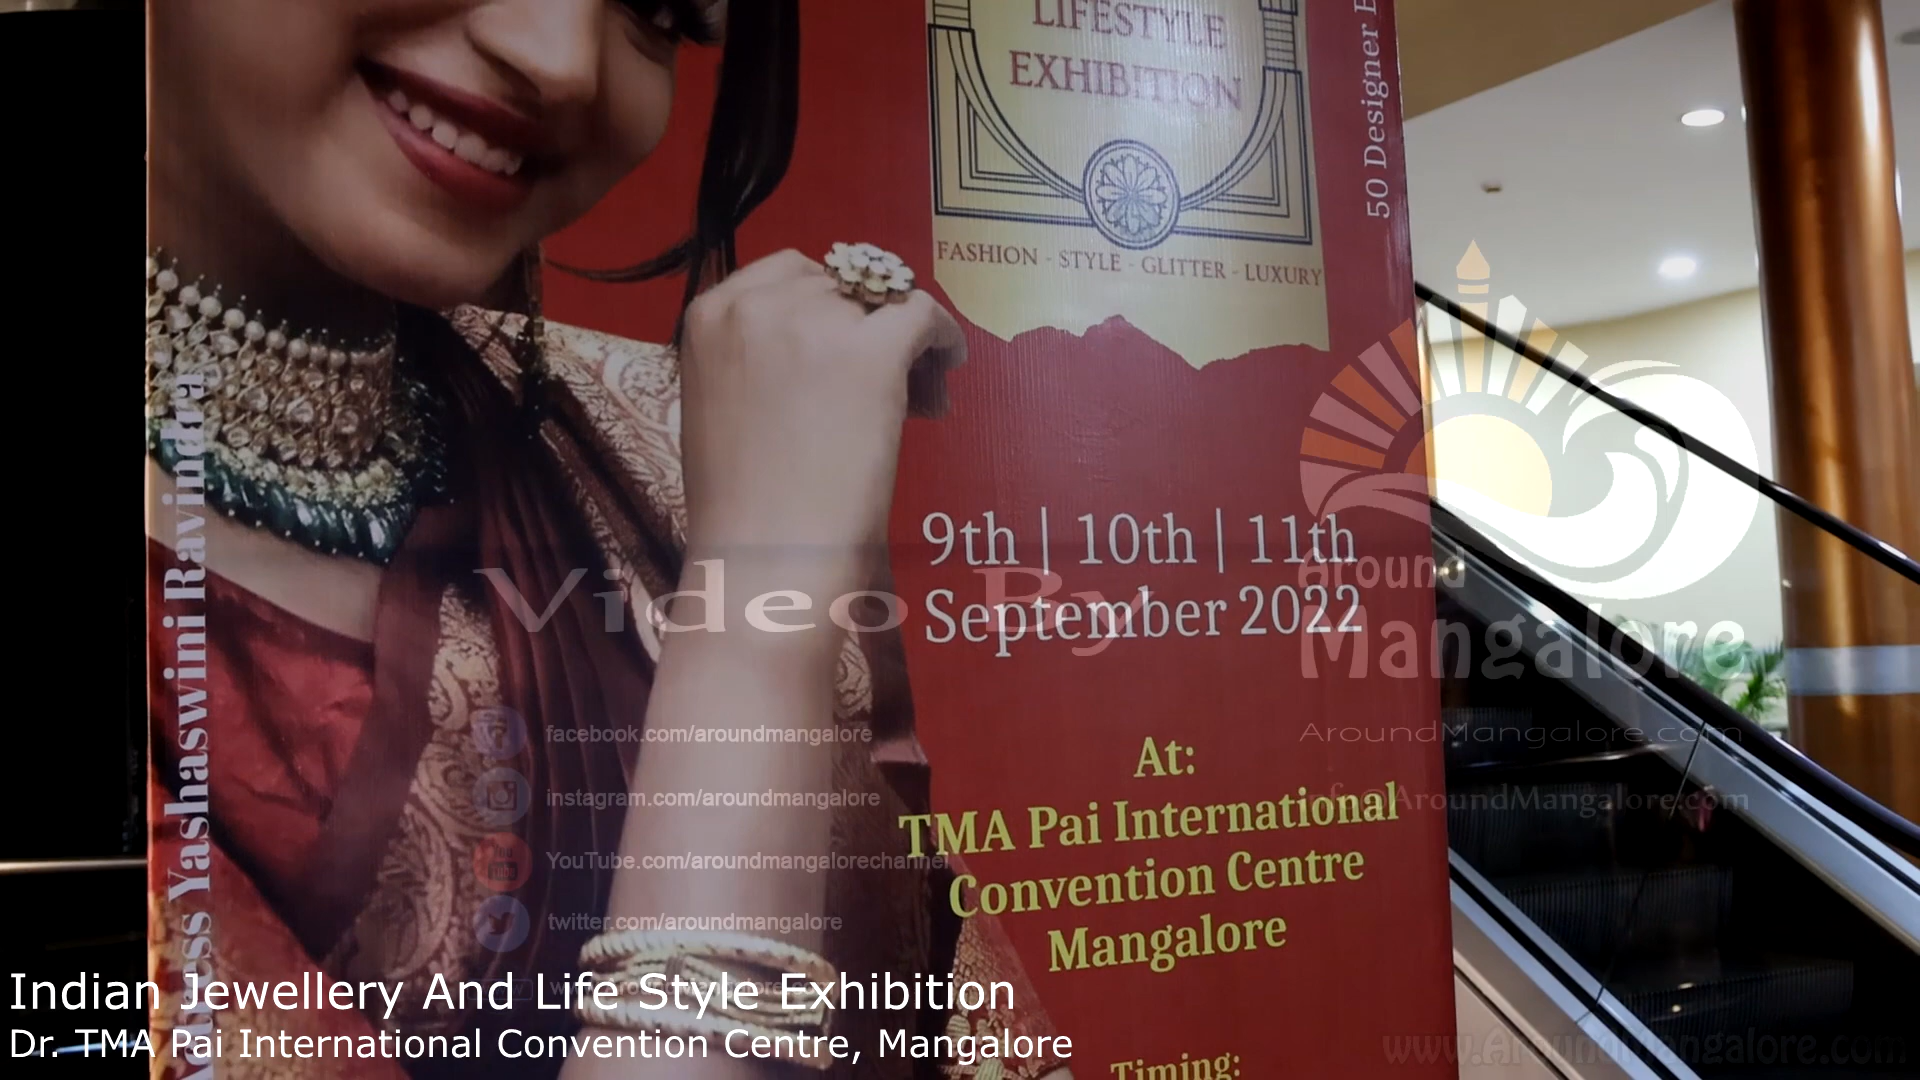 LIFESTYLE
EXHIBITION
FASHION - STYLE - GLITTER - LUXURY
50 Designer
9th | 10th | 11th
September 2022
At:
TMA Pai International
Convention Centre
Mangalore
Timing:
Yashaswini Ravindra
Video By
Around
Mangalore
AroundMangalore.com
info@AroundMangalore.com
facebook.com/aroundmangalore
instagram.com/aroundmangalore
YouTube.com/aroundmangalorechannel
twitter.com/aroundmangalore
Indian Jewellery And Life Style Exhibition
Dr. TMA Pai International Convention Centre, Mangalore
www.Aroundmangalore.com